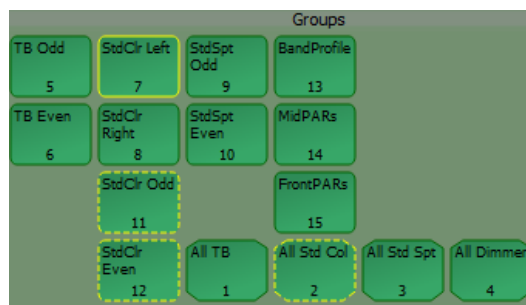 Groups
TB Odd
5
StdClr Left
7
StdSpt
Odd
9
BandProfile
13
TB Even
6
StdClr
Right
8
StdSpt
Even
10
MidPARs
14
StdClr Odd
11
FrontPARs
15
StdClr
Even
12
All TB
1
All Std Col
2
All Std Spt
3
All Dimmer
4